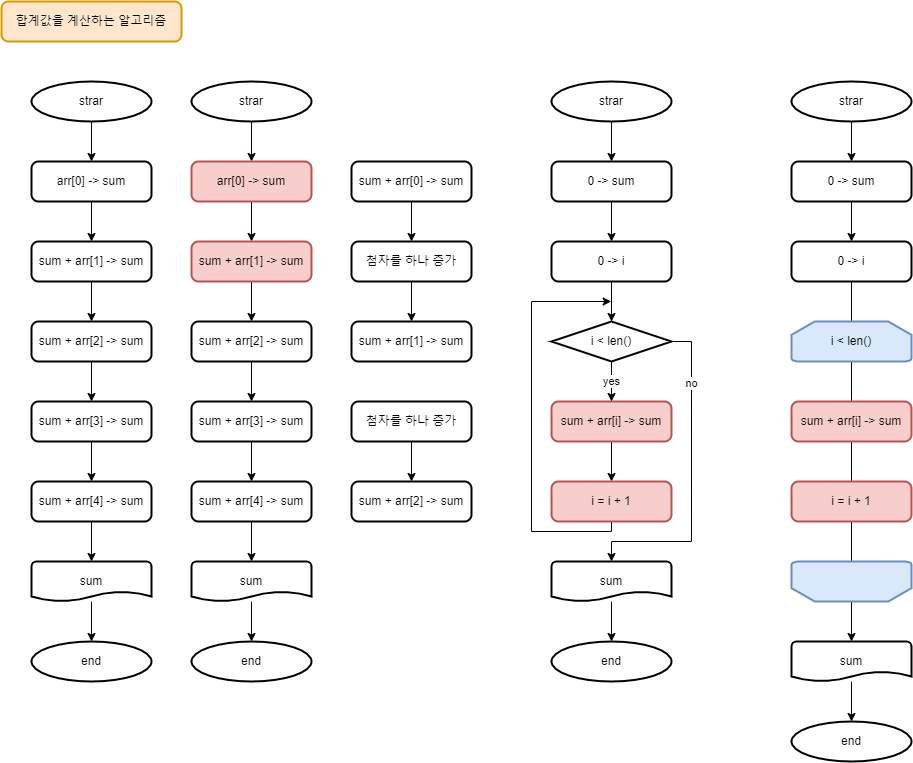 합계값을 계산하는 알고리즘
strar
arr[0] -> sum
sum + arr[1] -> sum
sum + arr[2] -> sum
sum + arr[3] -> sum
sum + arr[4] -> sum
sum
end
strar
arr[0] -> sum
sum + arr[1] -> sum
sum + arr[2] -> sum
sum + arr[3] -> sum
sum + arr[4] -> sum
sum
end
sum + arr[0] -> sum
첨자를 하나 증가
sum + arr[1] -> sum
첨자를 하나 증가
sum + arr[2] -> sum
strar
0 -> sum
0 -> i
i < len()
yes
no
sum + arr[i] -> sum
i = i + 1
sum
end
strar
0 -> sum
0 -> i
i < len()
sum + arr[i] -> sum
i = i + 1
sum
end